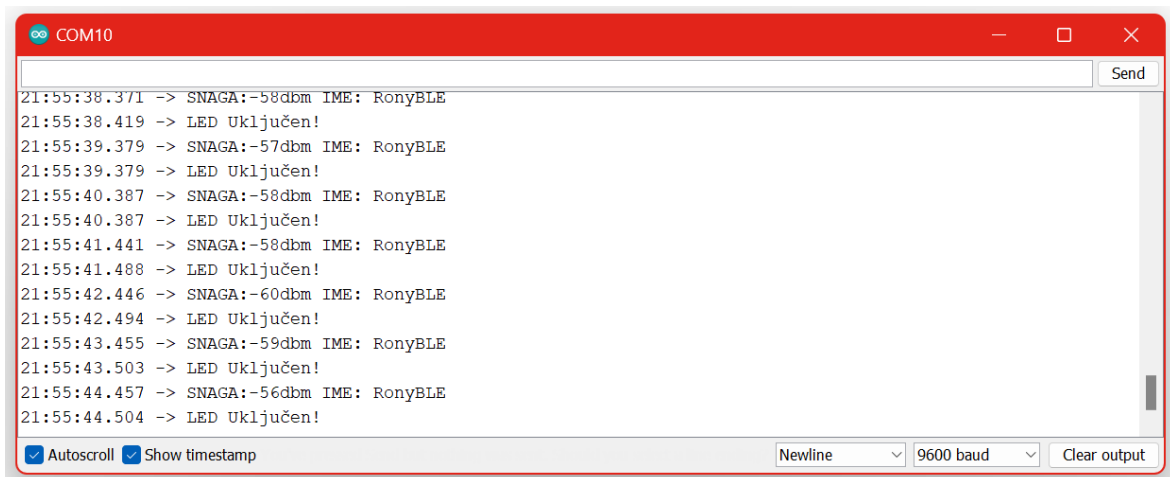 COM10
Send
21:55:38.371 -> SNAGA:-58dbm IME: RonyBLE
21:55:38.419 -> LED Uključen!
21:55:39.379 -> SNAGA:-57dbm IME: RonyBLE
21:55:39.379 -> LED Uključen!
21:55:40.387 -> SNAGA:-58dbm IME: RonyBLE
21:55:40.387 -> LED Uključen!
21:55:41.441 -> SNAGA:-58dbm IME: RonyBLE
21:55:41.488 -> LED Uključen!
21:55:42.446 -> SNAGA:-60dbm IME: RonyBLE
21:55:42.494 -> LED Uključen!
21:55:43.455 -> SNAGA:-59dbm IME: RonyBLE
21:55:43.503 -> LED Uključen!
21:55:44.457 -> SNAGA:-56dbm IME: RonyBLE
21:55:44.504 -> LED Uključen!
Autoscroll Show timestamp Newline 9600 baud Clear output